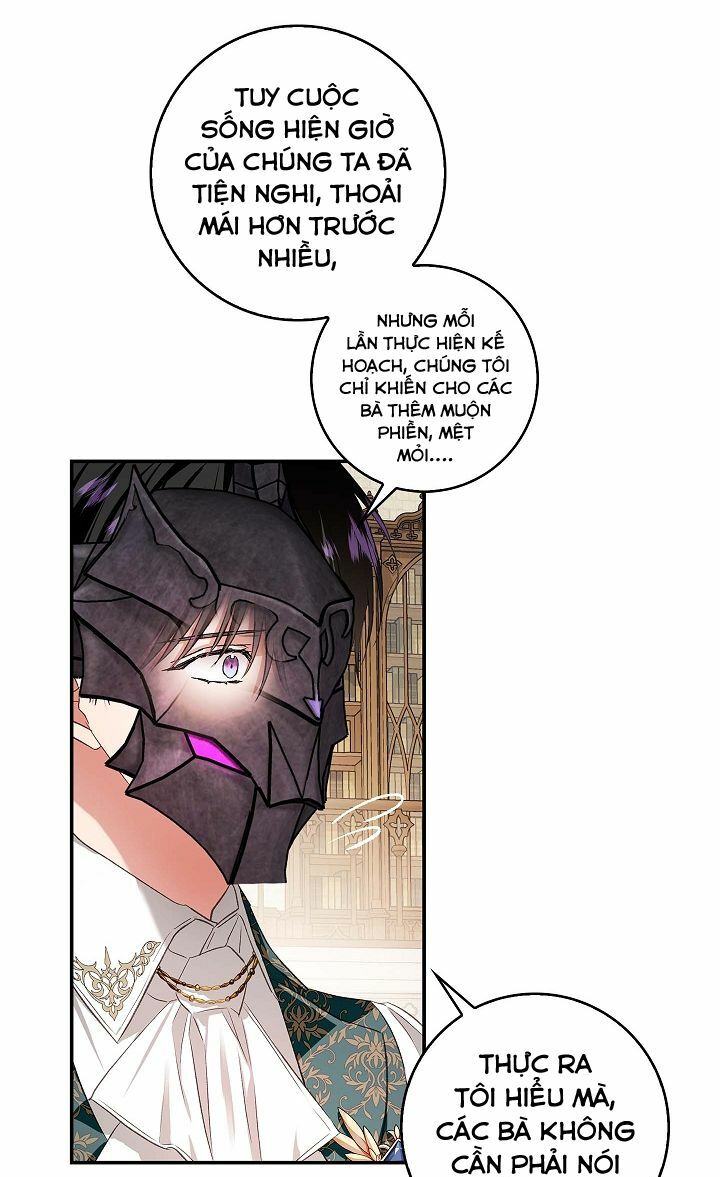 TUY CUỘC
SỐNG HIỆN GIỜ
CỦA CHÚNG TA ĐÃ
TIỆN NGHI, THOẢI
MÁI HƠN TRƯỚC
NHIỀU,
NHƯNG MỖI
LẦN THỰC HIỆN KẾ
HOẠCH, CHÚNG TÔI
CHỈ KHIẾN CHO CÁC
BÀ THÊM MUỘN
PHIỀN, MỆT
MỎI....
THỰC RA
TÔI HIỂU MÀ,
CÁC BÀ KHÔNG
CẦN PHẢI NÓI